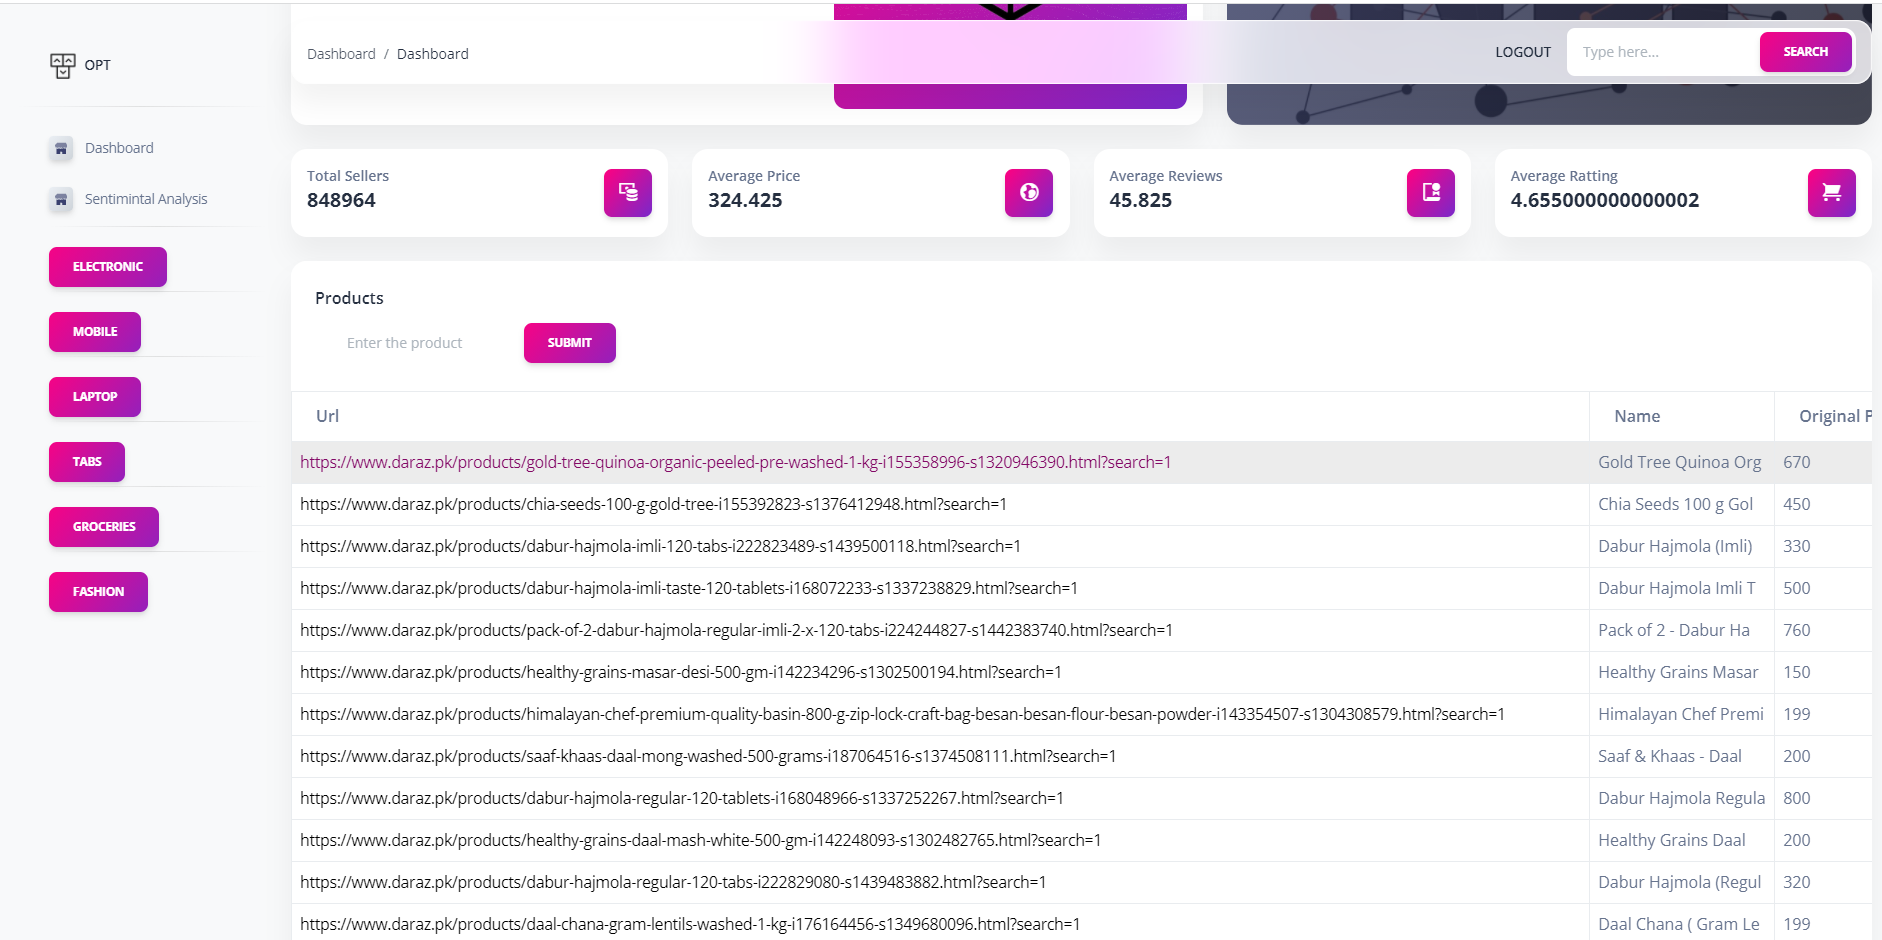 OPT
Dashboard
Sentimintal Analysis
ELECTRONIC
MOBILE
LAPTOP
TABS
GROCERIES
FASHION
Dashboard / Dashboard
LOGOUT
Type here...
SEARCH
Total Sellers
848964
Average Price
324.425
Average Reviews
45.825
Average Ratting
4.655000000000002
Products
Enter the product
SUBMIT
Url Name Original P
https://www.daraz.pk/products/gold-tree-quinoa-organic-peeled-pre-washed-1-kg-i155358996-s1320946390.html?search=1 Gold Tree Quinoa Org 670
https://www.daraz.pk/products/chia-seeds-100-g-gold-tree-i155392823-s1376412948.html?search=1 Chia Seeds 100 g Gol 450
https://www.daraz.pk/products/dabur-hajmola-imli-120-tabs-i222823489-s1439500118.html?search=1 Dabur Hajmola (Imli) 330
https://www.daraz.pk/products/dabur-hajmola-imli-taste-120-tablets-i168072233-s1337238829.html?search=1 Dabur Hajmola Imli T 500
https://www.daraz.pk/products/pack-of-2-dabur-hajmola-regular-imli-2-x-120-tabs-i224244827-s1442383740.html?search=1 Pack of 2 - Dabur Ha 760
https://www.daraz.pk/products/healthy-grains-masar-desi-500-gm-i142234296-s1302500194.html?search=1 Healthy Grains Masar 150
https://www.daraz.pk/products/himalayan-chef-premium-quality-basin-800-g-zip-lock-craft-bag-besan-besan-flour-besan-powder-i143354507-s1304308579.html?search=1 Himalayan Chef Premi 199
https://www.daraz.pk/products/saaf-khaas-daal-mong-washed-500-grams-i187064516-s1374508111.html?search=1 Saaf & Khaas - Daal 200
https://www.daraz.pk/products/dabur-hajmola-regular-120-tablets-i168048966-s1337252267.html?search=1 Dabur Hajmola Regula 800
https://www.daraz.pk/products/healthy-grains-daal-mash-white-500-gm-i142248093-s1302482765.html?search=1 Healthy Grains Daal 200
https://www.daraz.pk/products/dabur-hajmola-regular-120-tabs-i222829080-s1439483882.html?search=1 Dabur Hajmola (Regul 320
https://www.daraz.pk/products/daal-chana-gram-lentils-washed-1-kg-i176164456-s1349680096.html?search=1 Daal Chana ( Gram Le 199